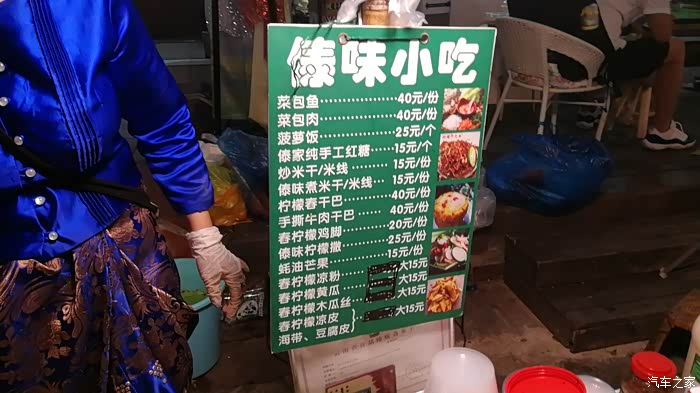 傣味小吃
菜包鱼·····················40元/份
菜包肉·····················40元/份
菠萝饭·····················25元/个
傣家纯手工红糖······15元/个
炒米干/米线·······15元/份
傣味煮米干/米线···15元/份
柠檬舂干巴·······40元/份
手撕牛肉干巴······40元/份
舂柠檬鸡脚·······20元/份
傣味柠檬撒·······25元/份
蚝油芒果·········15元/份
舂柠檬凉粉 大15元
舂柠檬黄瓜 大15元
舂柠檬木瓜丝 大15元
舂柠檬凉皮
海带、豆腐皮} 大15元
汽车之家